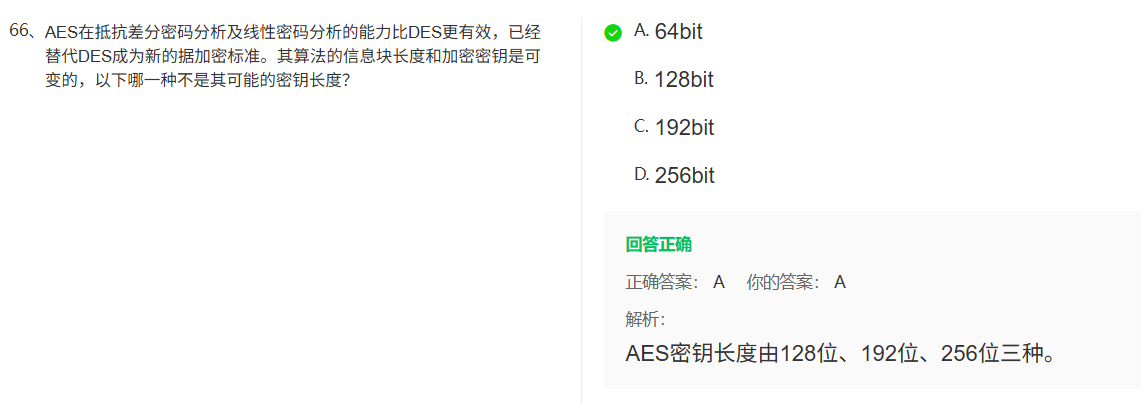 66、AES在抵抗差分密码分析及线性密码分析的能力比DES更有效，已经
替代DES成为新的据加密标准。其算法的信息块长度和加密密钥是可
变的，以下哪一种不是其可能的密钥长度？
A. 64bit
B. 128bit
C. 192bit
D. 256bit
回答正确
正确答案： A 你的答案： A
解析：
AES密钥长度由128位、192位、256位三种。